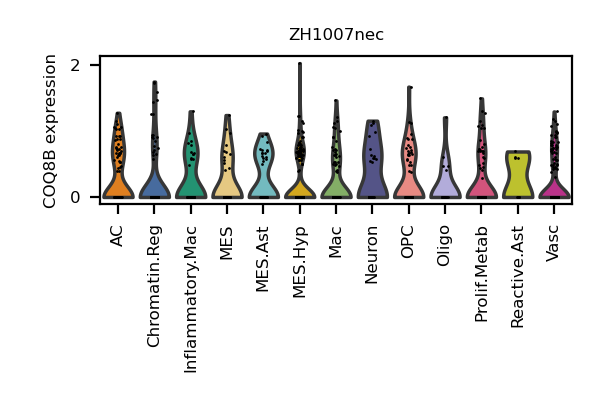 ZH1007nec
COQ8B expression
2
0
AC
Chromatin.Reg
Inflammatory.Mac
MES
MES.Ast
MES.Hyp
Mac
Neuron
OPC
Oligo
Prolif.Metab
Reactive.Ast
Vasc